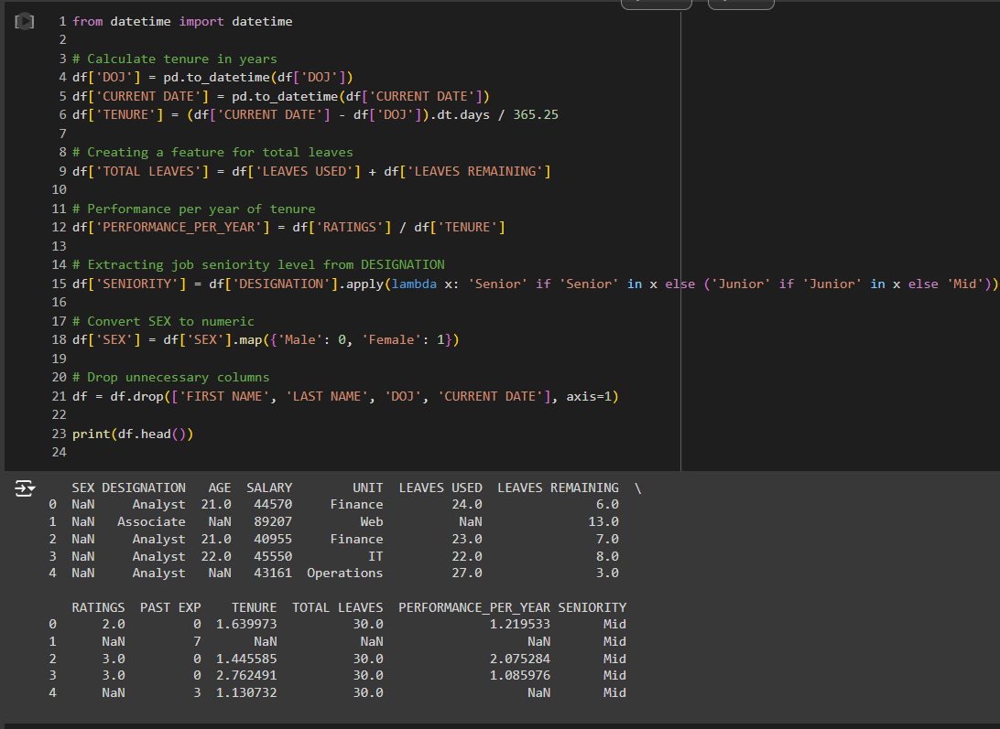 1 from datetime import datetime
2
3 # Calculate tenure in years
4 df['DOJ'] = pd.to_datetime(df['DOJ'])
5 df['CURRENT DATE'] = pd.to_datetime(df['CURRENT DATE'])
6 df['TENURE'] = (df['CURRENT DATE'] - df['DOJ']).dt.days / 365.25
7
8 # Creating a feature for total leaves
9 df['TOTAL LEAVES'] = df['LEAVES USED'] + df['LEAVES REMAINING']
10
11 # Performance per year of tenure
12 df['PERFORMANCE_PER_YEAR'] = df['RATINGS'] / df['TENURE']
13
14 # Extracting job seniority level from DESIGNATION
15 df['SENIORITY'] = df['DESIGNATION'].apply(lambda x: 'Senior' if 'Senior' in x else ('Junior' if 'Junior' in x else 'Mid'))
16
17 # Convert SEX to numeric
18 df['SEX'] = df['SEX'].map({'Male': 0, 'Female': 1})
19
20 # Drop unnecessary columns
21 df = df.drop(['FIRST NAME', 'LAST NAME', 'DOJ', 'CURRENT DATE'], axis=1)
22
23 print(df.head())
24
SEX DESIGNATION AGE SALARY UNIT LEAVES USED LEAVES REMAINING \
0 NaN Analyst 21.0 44570 Finance 24.0 6.0
1 NaN Associate NaN 89207 Web NaN 13.0
2 NaN Analyst 21.0 40955 Finance 23.0 7.0
3 NaN Analyst 22.0 45550 IT 22.0 8.0
4 NaN Analyst NaN 43161 Operations 27.0 3.0
RATINGS PAST EXP TENURE TOTAL LEAVES PERFORMANCE_PER_YEAR SENIORITY
0 2.0 0 1.639973 30.0 1.219533 Mid
1 NaN 7 NaN NaN NaN Mid
2 3.0 0 1.445585 30.0 2.075284 Mid
3 3.0 0 2.762491 30.0 1.085976 Mid
4 NaN 3 1.130732 30.0 NaN Mid